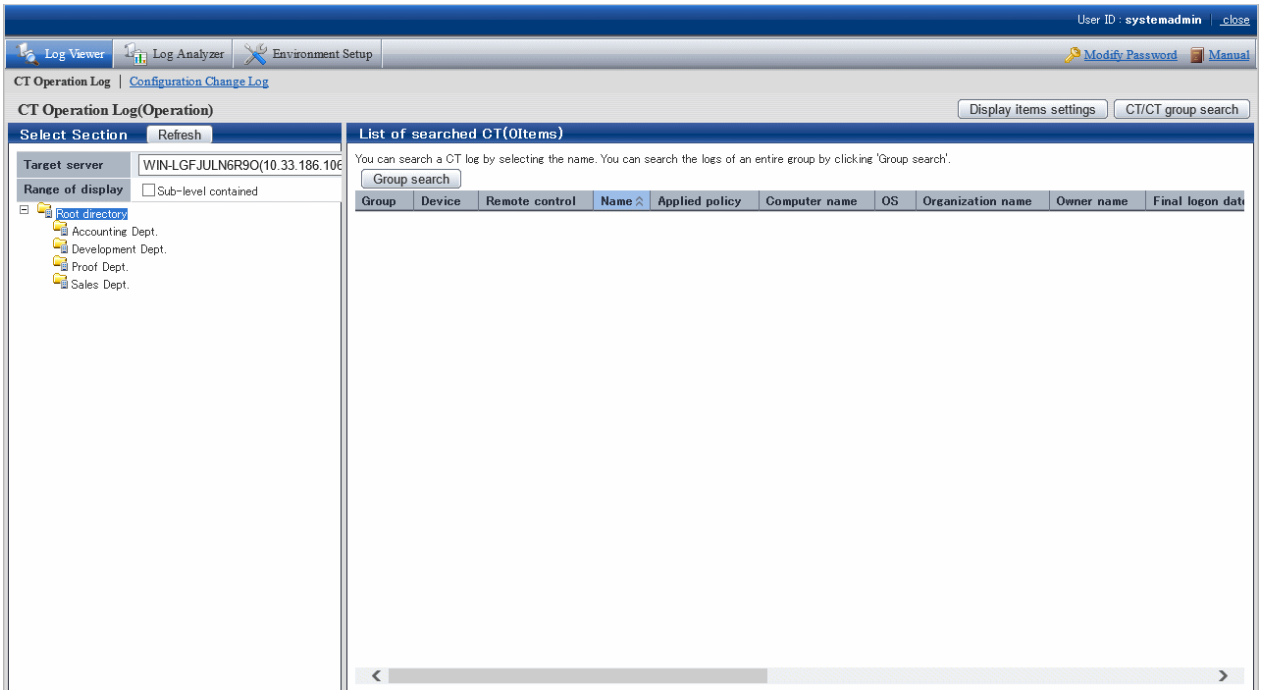 User ID : systemadmin | close
Log Viewer Log Analyzer Environment Setup Modify Password Manual
CT Operation Log | Configuration Change Log
CT Operation Log(Operation) Display items settings CT/CT group search
Select Section Refresh
Target server WIN-LGFJULN6R9O(10.33.186.106
Range of display Sub-level contained
Root directory
Accounting Dept.
Development Dept.
Proof Dept.
Sales Dept.
List of searched CT(0Items)
You can search a CT log by selecting the name. You can search the logs of an entire group by clicking 'Group search'.
Group search
Group Device Remote control Name Applied policy Computer name OS Organization name Owner name Final logon date